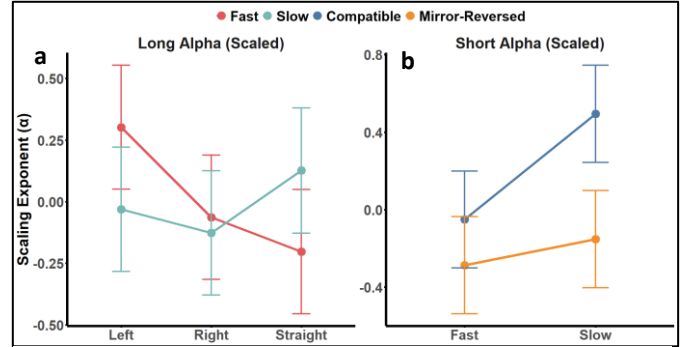 Fast Slow Compatible Mirror-Reversed
a Long Alpha (Scaled)
b Short Alpha (Scaled)
Scaling Exponent (α)
0.50
0.25
0.00
-0.25
-0.50
Left Right Straight
0.8
0.4
0.0
-0.4
Fast Slow